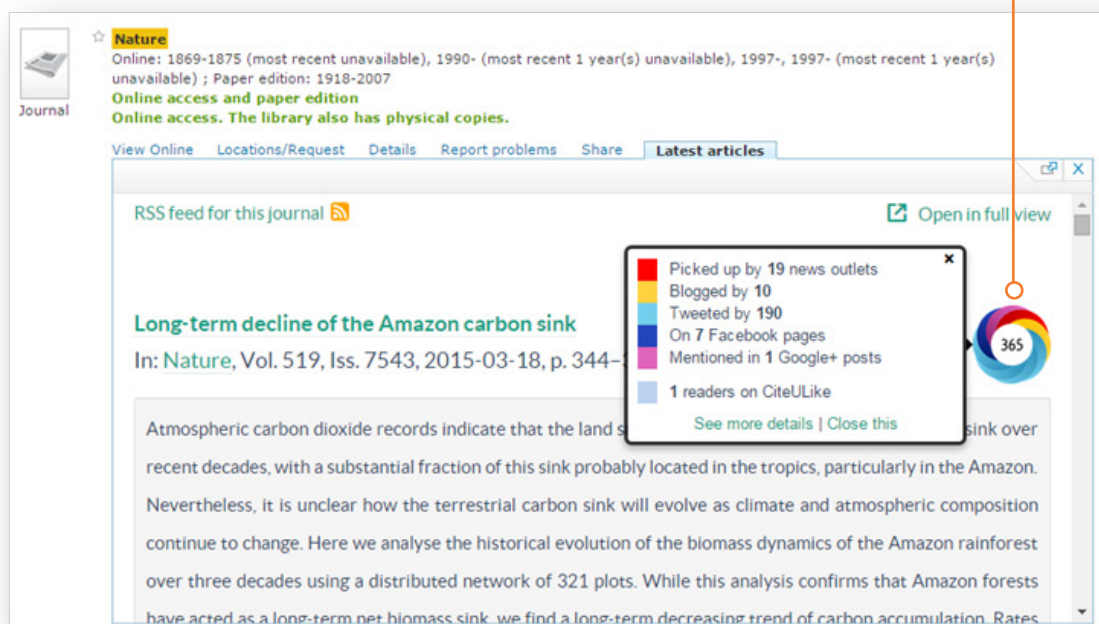 Nature
Online: 1869-1875 (most recent unavailable), 1990- (most recent 1 year(s) unavailable), 1997-, 1997- (most recent 1 year(s)
unavailable) ; Paper edition: 1918-2007
Journal
Online access and paper edition
Online access. The library also has physical copies.
View Online Locations/Request Details Report problems Share Latest articles
X
RSS feed for this journal
Open in full view
Picked up by 19 news outlets
Blogged by 10
Tweeted by 190
On 7 Facebook pages
Mentioned in 1 Google+ posts
1 readers on CiteULike
See more details | Close this
365
Long-term decline of the Amazon carbon sink
In: Nature, Vol. 519, Iss. 7543, 2015-03-18, p. 344–
Atmospheric carbon dioxide records indicate that the land s sink over
recent decades, with a substantial fraction of this sink probably located in the tropics, particularly in the Amazon.
Nevertheless, it is unclear how the terrestrial carbon sink will evolve as climate and atmospheric composition
continue to change. Here we analyse the historical evolution of the biomass dynamics of the Amazon rainforest
over three decades using a distributed network of 321 plots. While this analysis confirms that Amazon forests
have acted as a long-term net biomass sink, we find a long-term decreasing trend of carbon accumulation. Rates